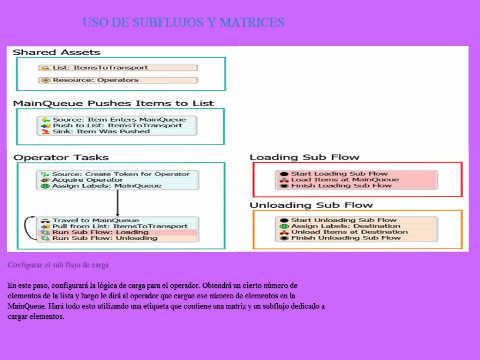 USO DE SUBFLUJOS Y MATRICES
Shared Assets
List: ItemsToTransport
Resource: Operators
MainQueue Pushes Items to List
Source: Item Enters MainQueue
Push to List: ItemsToTransport
Sink: Item Was Pushed
Operator Tasks
Source: Create Token for Operator
Acquire Operator
Assign Labels: MainQueue
Travel to MainQueue
Pull from List: ItemsToTransport
Run Sub Flow: Loading
Run Sub Flow: Unloading
Loading Sub Flow
Start Loading Sub Flow
Load Items at MainQueue
Finish Loading Sub Flow
Unloading Sub Flow
Start Unloading Sub Flow
Assign Labels: Destination
Unload Items at Destination
Finish Unloading Sub Flow
Configurar el sub flujo de carga
En este paso, configurará la lógica de carga para el operador. Obtendrá un cierto número de
elementos de la lista y luego le dirá al operador que cargue ese número de elementos en la
MainQueue. Hará todo esto utilizando una etiqueta que contiene una matriz y un subflujo dedicado a
cargar elementos.